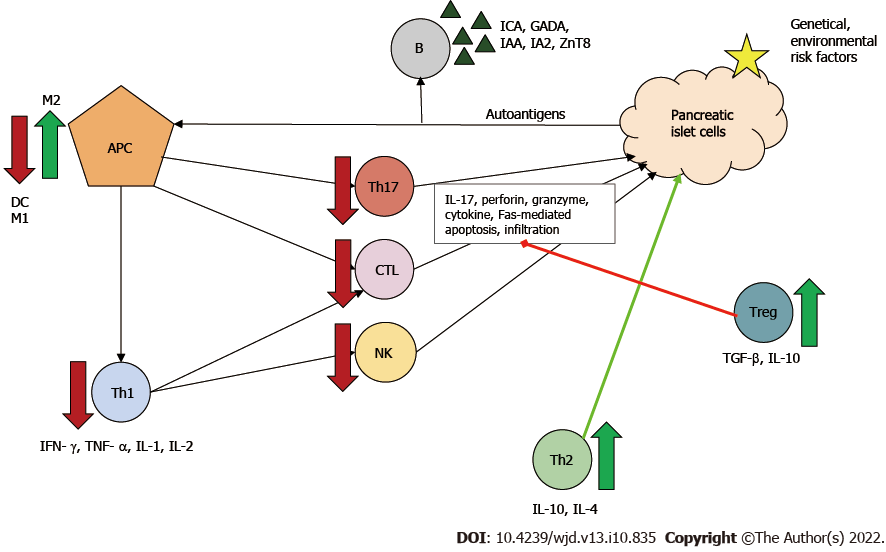 B
ICA, GADA,
IAA, IA2, ZnT8
Genetical,
environmental
risk factors
M2
APC
DC
M1
Autoantigens
Pancreatic
islet cells
Th17
IL-17, perforin, granzyme,
cytokine, Fas-mediated
apoptosis, infiltration
CTL
Treg
TGF-β, IL-10
NK
Th1
IFN- γ, TNF- α, IL-1, IL-2
Th2
IL-10, IL-4
DOI: 10.4239/wjd.v13.i10.835 Copyright ©The Author(s) 2022.